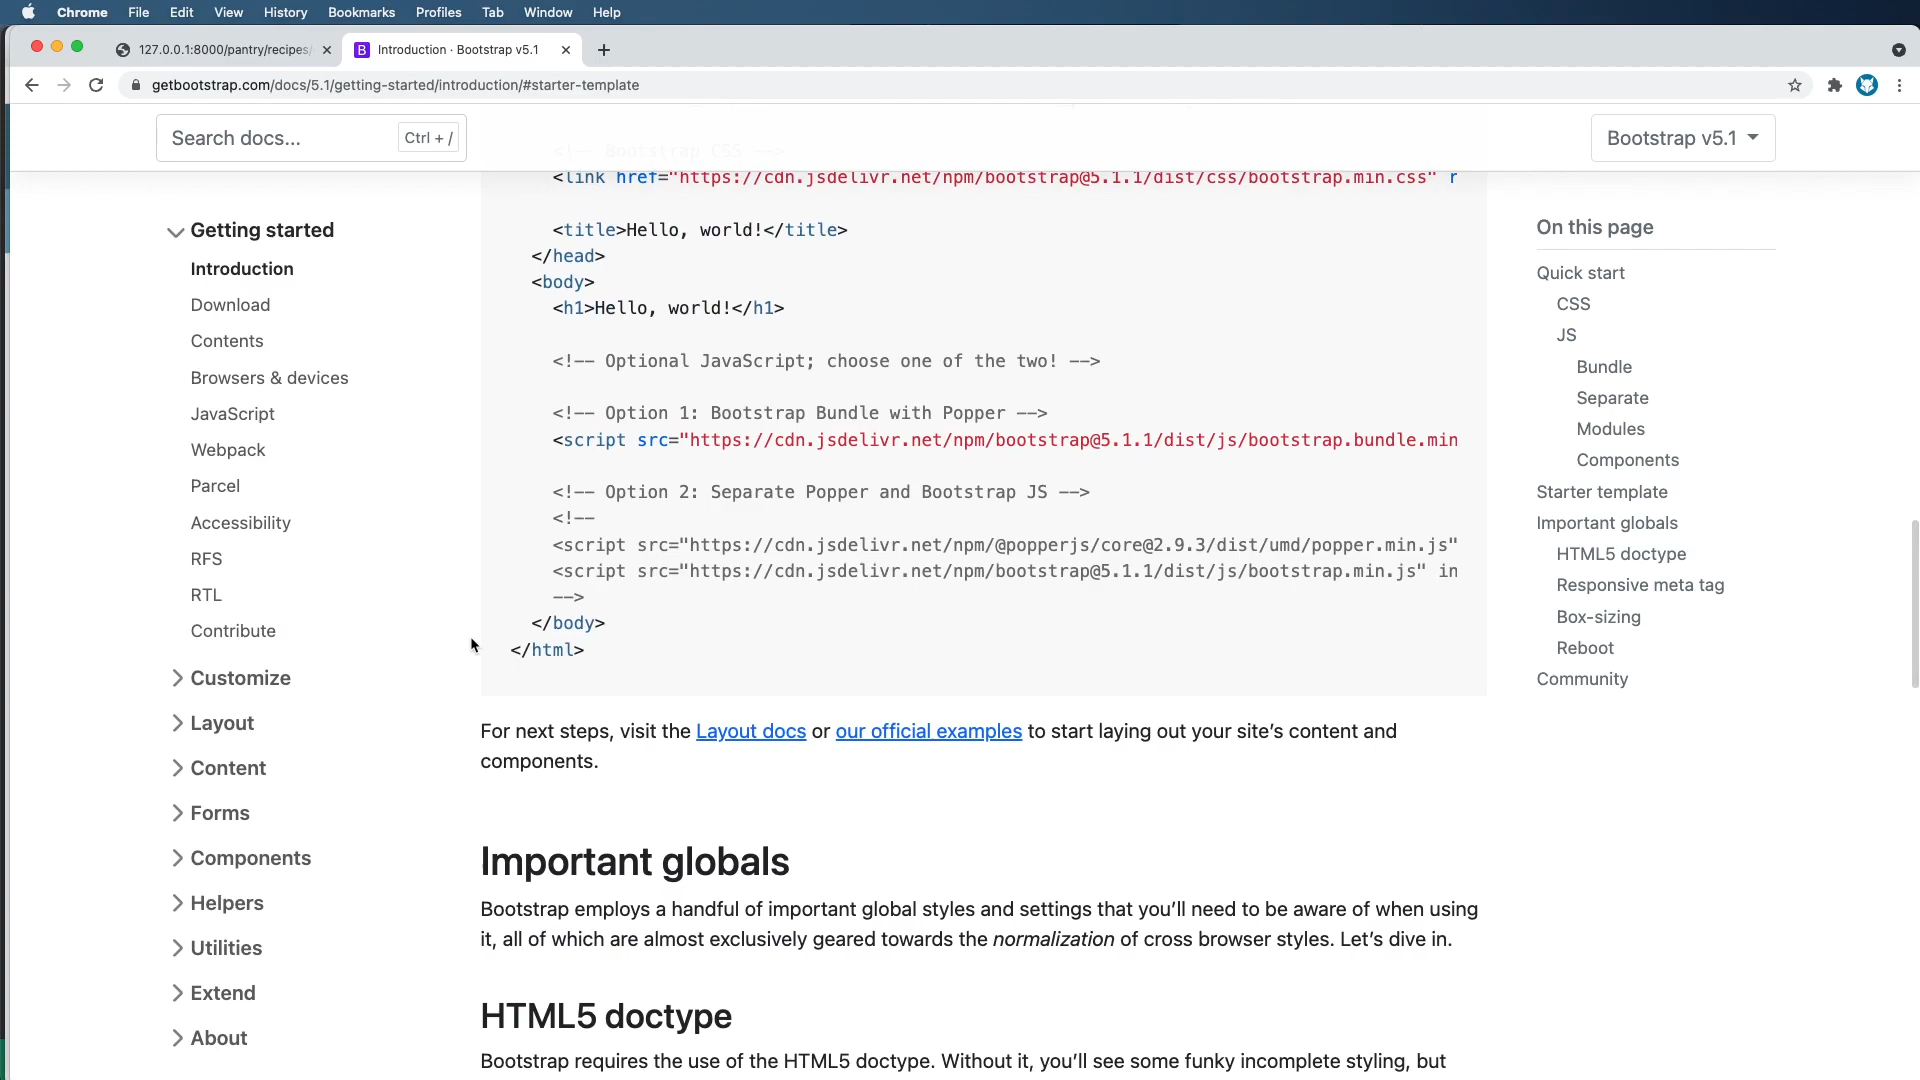 Chrome File Edit View History Bookmarks Profiles Tab Window Help
127.0.0.1:8000/pantry/recipes/
Introduction · Bootstrap v5.1
getbootstrap.com/docs/5.1/getting-started/introduction/#starter-template
Search docs... Ctrl + /
Bootstrap v5.1
Getting started
Introduction
Download
Contents
Browsers & devices
JavaScript
Webpack
Parcel
Accessibility
RFS
RTL
Contribute
Customize
Layout
Content
Forms
Components
Helpers
Utilities
Extend
About
<!-- Bootstrap CSS -->
<link href="https://cdn.jsdelivr.net/npm/bootstrap@5.1.1/dist/css/bootstrap.min.css" r
<title>Hello, world!</title>
</head>
<body>
<h1>Hello, world!</h1>
<!-- Optional JavaScript; choose one of the two! -->
<!-- Option 1: Bootstrap Bundle with Popper -->
<script src="https://cdn.jsdelivr.net/npm/bootstrap@5.1.1/dist/js/bootstrap.bundle.min
<!-- Option 2: Separate Popper and Bootstrap JS -->
<!--
<script src="https://cdn.jsdelivr.net/npm/@popperjs/core@2.9.3/dist/umd/popper.min.js"
<script src="https://cdn.jsdelivr.net/npm/bootstrap@5.1.1/dist/js/bootstrap.min.js" in
-->
</body>
</html>
For next steps, visit the Layout docs or our official examples to start laying out your site’s content and
components.
Important globals
Bootstrap employs a handful of important global styles and settings that you’ll need to be aware of when using
it, all of which are almost exclusively geared towards the normalization of cross browser styles. Let’s dive in.
HTML5 doctype
Bootstrap requires the use of the HTML5 doctype. Without it, you’ll see some funky incomplete styling, but
On this page
Quick start
CSS
JS
Bundle
Separate
Modules
Components
Starter template
Important globals
HTML5 doctype
Responsive meta tag
Box-sizing
Reboot
Community